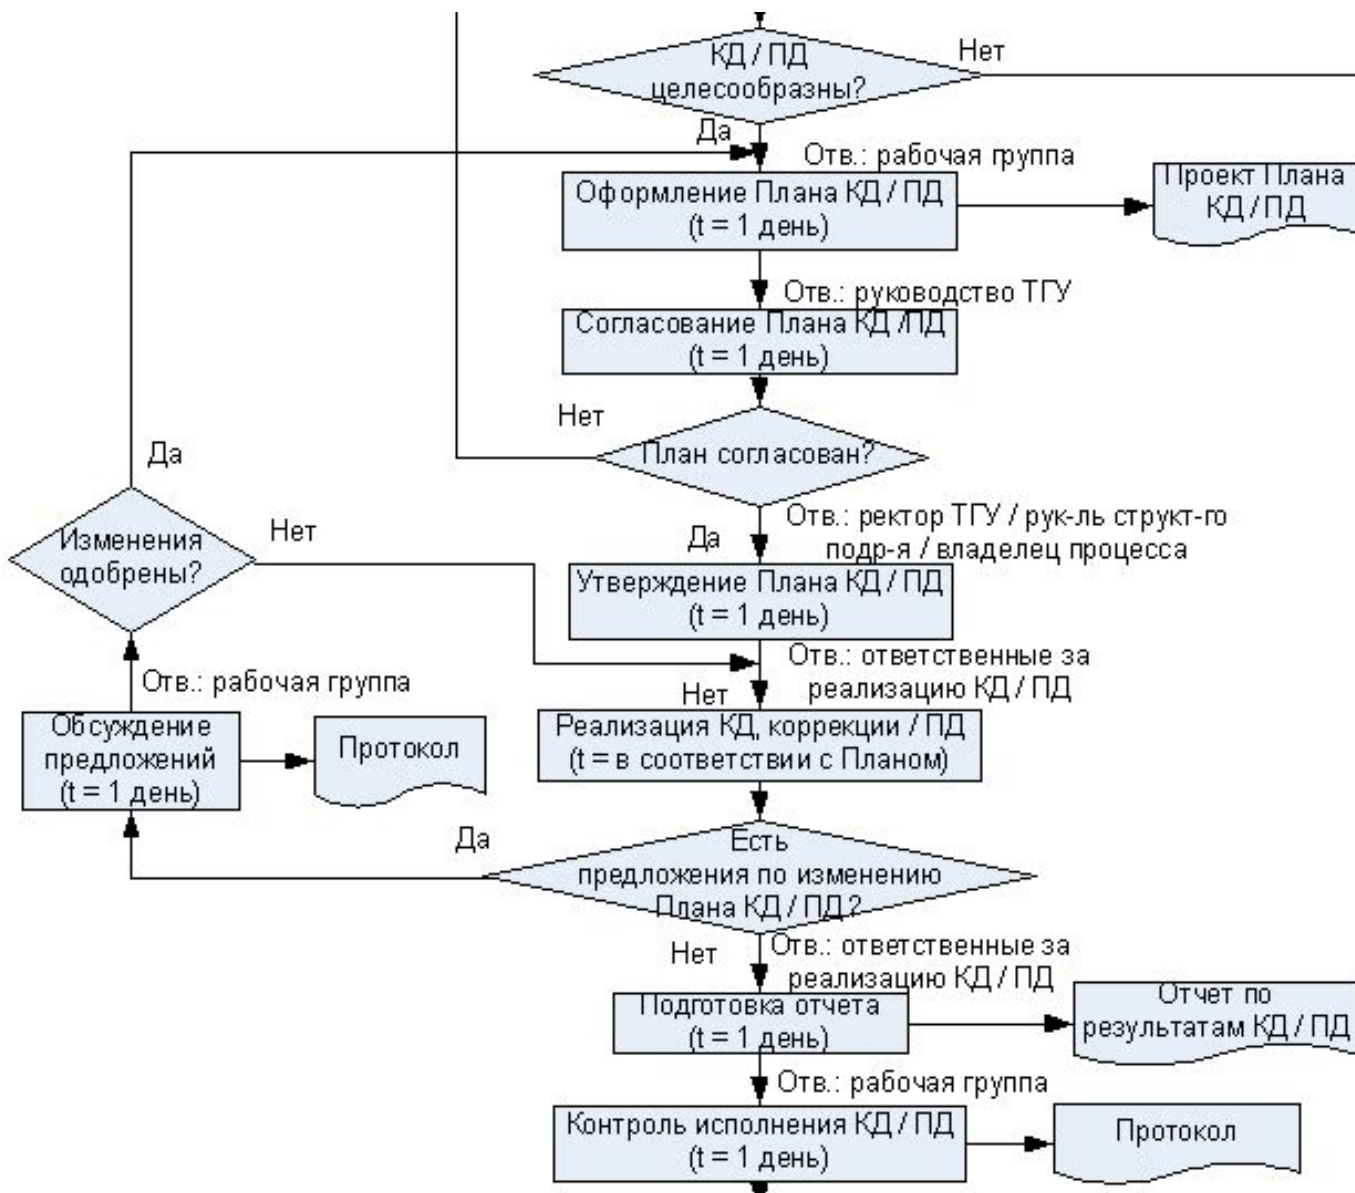 КД / ПД
целесообразны?
Нет
Да
Отв.: рабочая группа
Оформление Плана КД / ПД
(t = 1 день)
Проект Плана
КД / ПД
Отв.: руководство ТГУ
Согласование Плана КД /ПД
(t = 1 день)
Нет
План согласован?
Да
Изменения
одобрены?
Нет
Отв.: ректор ТГУ / рук-ль структ-го
подр-я / владелец процесса
Да
Утверждение Плана КД / ПД
(t = 1 день)
Отв.: ответственные за
реализацию КД / ПД
Нет
Отв.: рабочая группа
Обсуждение
предложений
(t = 1 день)
Протокол
Реализация КД, коррекции / ПД
(t = в соответствии с Планом)
Да
Есть
предложения по изменению
Плана КД / ПД?
Нет
Отв.: ответственные за
реализацию КД / ПД
Подготовка отчета
(t = 1 день)
Отчет по
результатам КД / ПД
Отв.: рабочая группа
Контроль исполнения КД / ПД
(t = 1 день)
Протокол